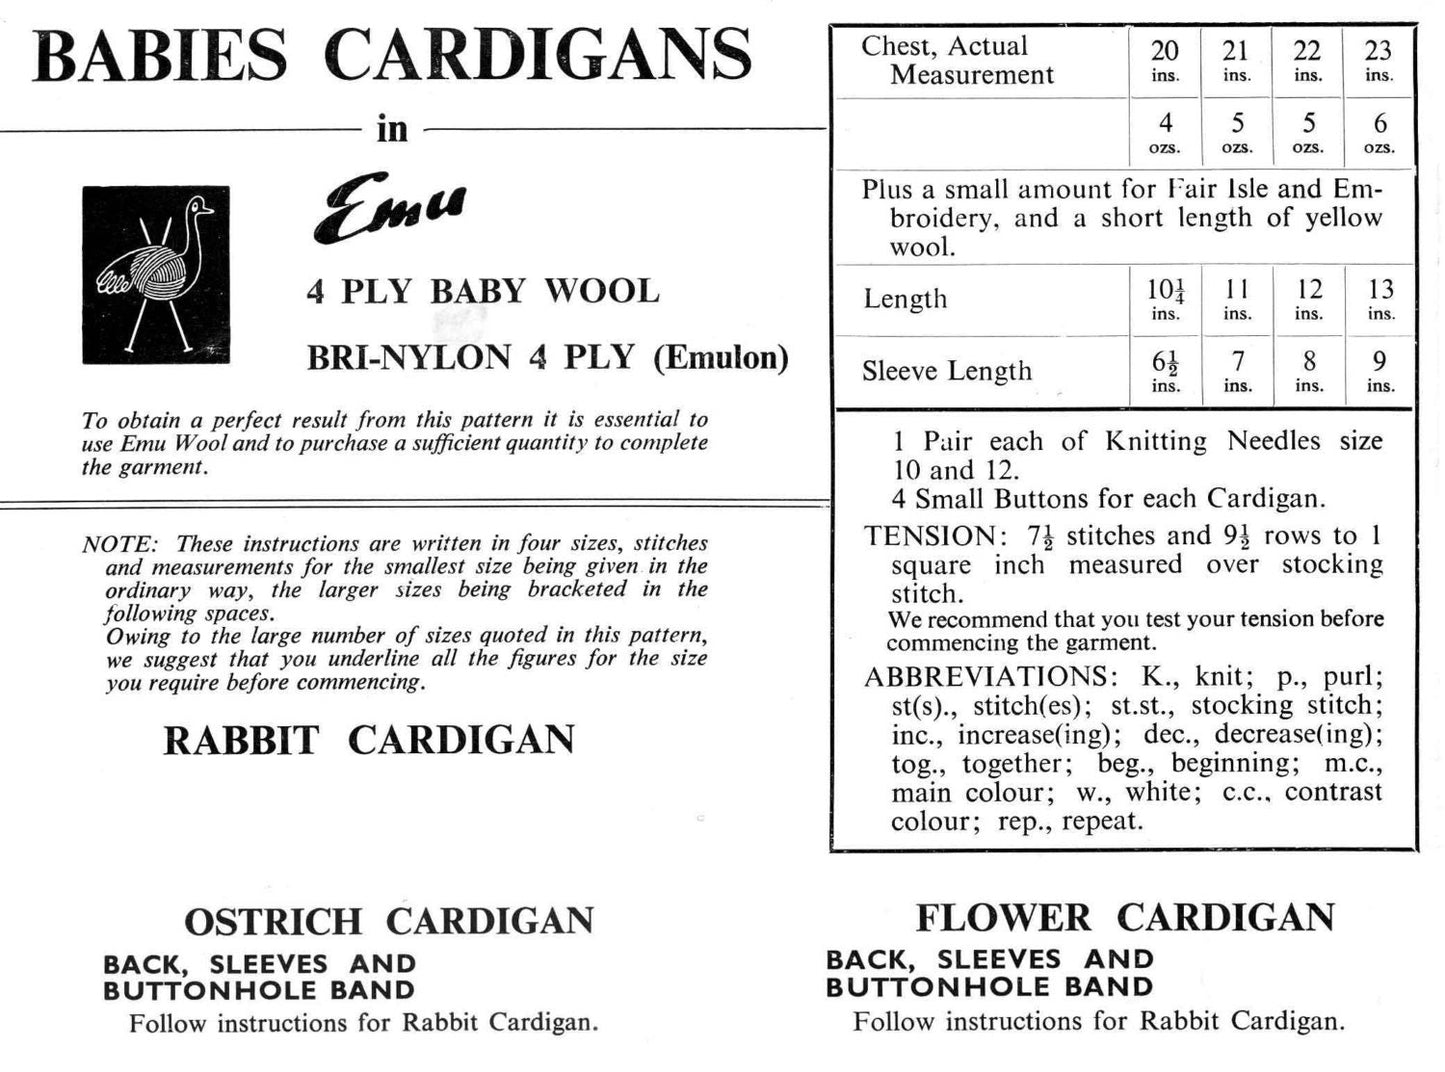 BABIES CARDIGANS
in
Emu
4 PLY BABY WOOL
BRI-NYLON 4 PLY (Emulon)
To obtain a perfect result from this pattern it is essential to
use Emu Wool and to purchase a sufficient quantity to complete
the garment.
NOTE: These instructions are written in four sizes, stitches
and measurements for the smallest size being given in the
ordinary way, the larger sizes being bracketed in the
following spaces.
Owing to the large number of sizes quoted in this pattern,
we suggest that you underline all the figures for the size
you require before commencing.
RABBIT CARDIGAN
Chest, Actual 20 21 22 23
Measurement ins. ins. ins. ins.
4 5 5 6
ozs. ozs. ozs. ozs.
Plus a small amount for Fair Isle and Em-
broidery, and a short length of yellow
wool.
Length 10¼ 11 12 13
ins. ins. ins. ins.
Sleeve Length 6½ 7 8 9
ins. ins. ins. ins.
1 Pair each of Knitting Needles size
10 and 12.
4 Small Buttons for each Cardigan.
TENSION: 7½ stitches and 9½ rows to 1
square inch measured over stocking
stitch.
We recommend that you test your tension before
commencing the garment.
ABBREVIATIONS: K., knit; p., purl;
st(s)., stitch(es); st.st., stocking stitch;
inc., increase(ing); dec., decrease(ing);
tog., together; beg., beginning; m.c.,
main colour; w., white; c.c., contrast
colour; rep., repeat.
OSTRICH CARDIGAN
BACK, SLEEVES AND
BUTTONHOLE BAND
Follow instructions for Rabbit Cardigan.
FLOWER CARDIGAN
BACK, SLEEVES AND
BUTTONHOLE BAND
Follow instructions for Rabbit Cardigan.